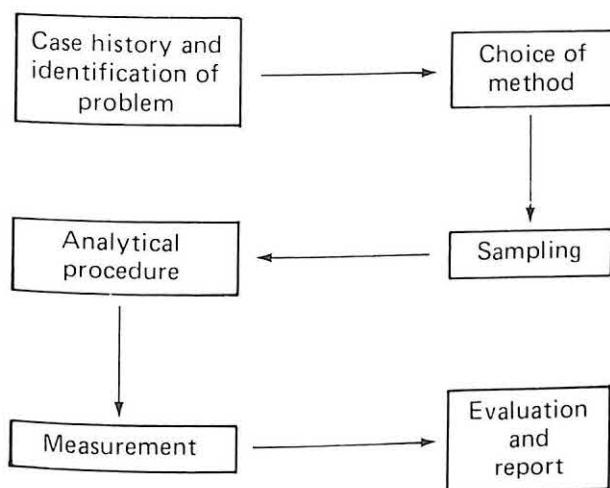 Case history and
identification of
problem
Choice of
method
Sampling
Analytical
procedure
Measurement
Evaluation
and
report